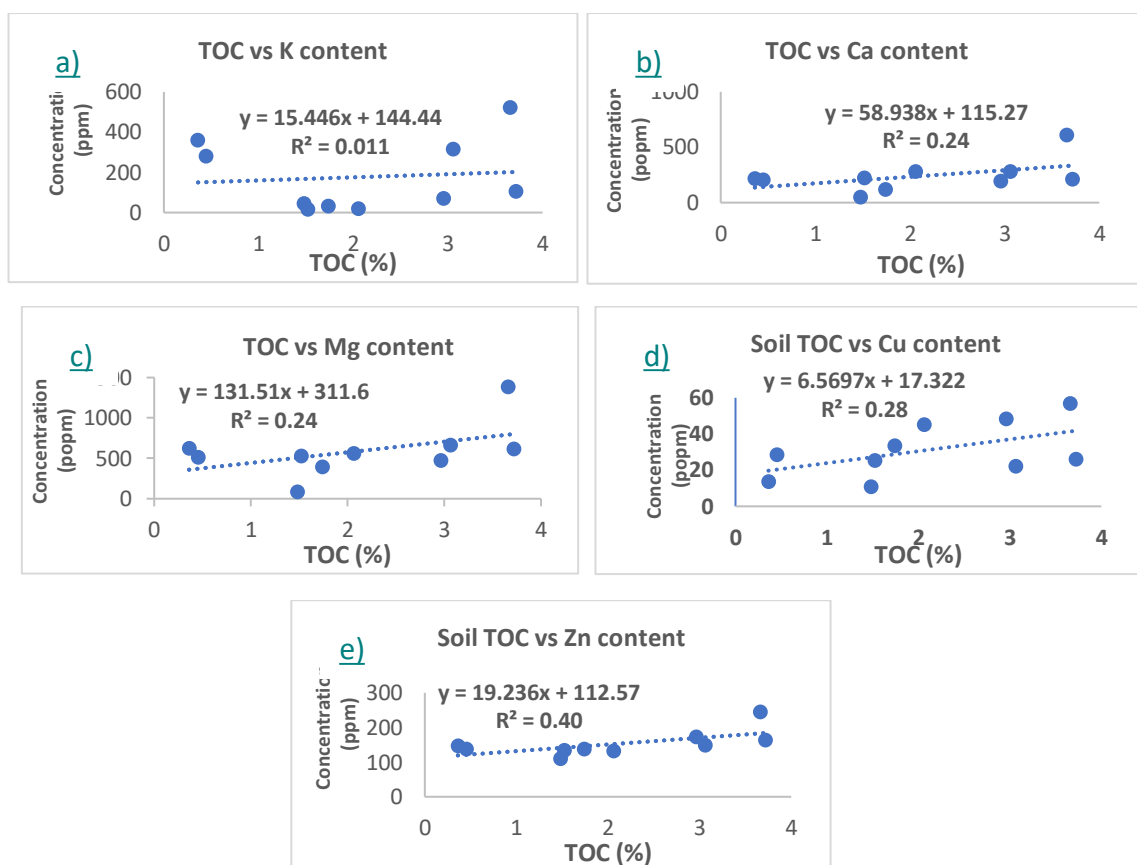 TOC vs K content
a)
600
400
200
0
Concentration
(ppm)
y = 15.446x + 144.44
R² = 0.011
0 1 2 3 4
TOC (%)
TOC vs Ca content
b)
1000
500
0
Concentration
(popm)
y = 58.938x + 115.27
R² = 0.24
0 1 2 3 4
TOC (%)
TOC vs Mg content
c)
1000
500
0
Concentration
(popm)
y = 131.51x + 311.6
R² = 0.24
0 1 2 3 4
TOC (%)
Soil TOC vs Cu content
d)
60
40
20
0
Concentration
(popm)
y = 6.5697x + 17.322
R² = 0.28
0 1 2 3 4
TOC (%)
Soil TOC vs Zn content
e)
300
200
100
0
Concentratio
(ppm)
y = 19.236x + 112.57
R² = 0.40
0 1 2 3 4
TOC (%)